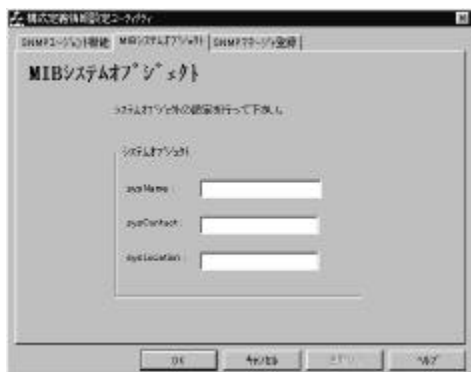 構成定義情報設定ユーティリティ
SNMPエージェント機能 MIBシステムオブジェクト SNMPマネージャ登録
MIBシステムオブジェクト
システムオブジェクトの設定を行って下さい。
システムオブジェクト
sysName :
sysContact :
sysLocation :
OK キャンセル ヘルプ